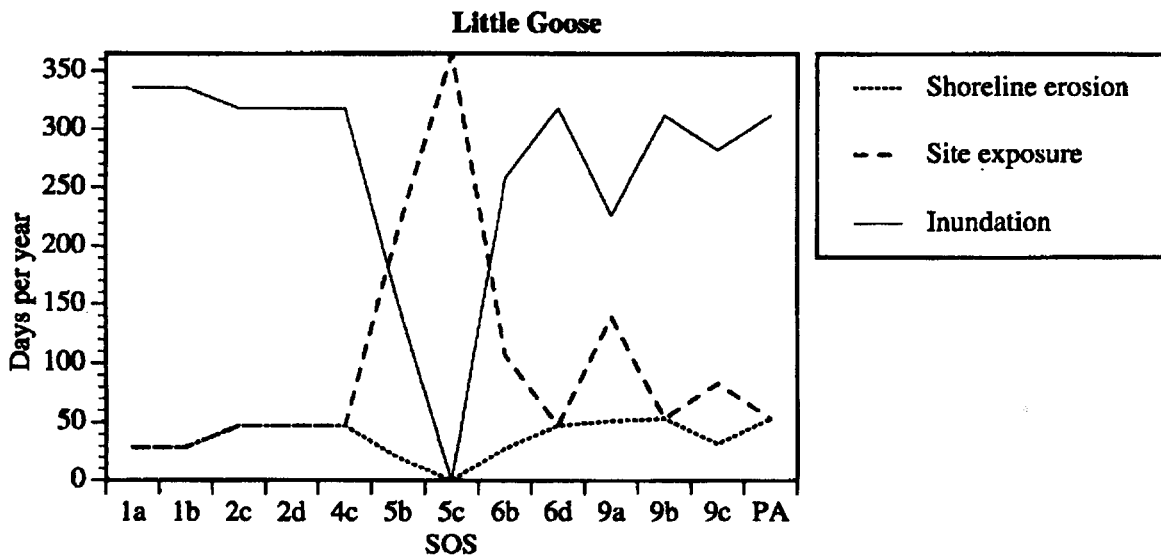 Little Goose
Days per year
350
300
250
200
150
100
50
0
1a 1b 2c 2d 4c 5b 5c 6b 6d 9a 9b 9c PA
SOS
Shoreline erosion
Site exposure
Inundation